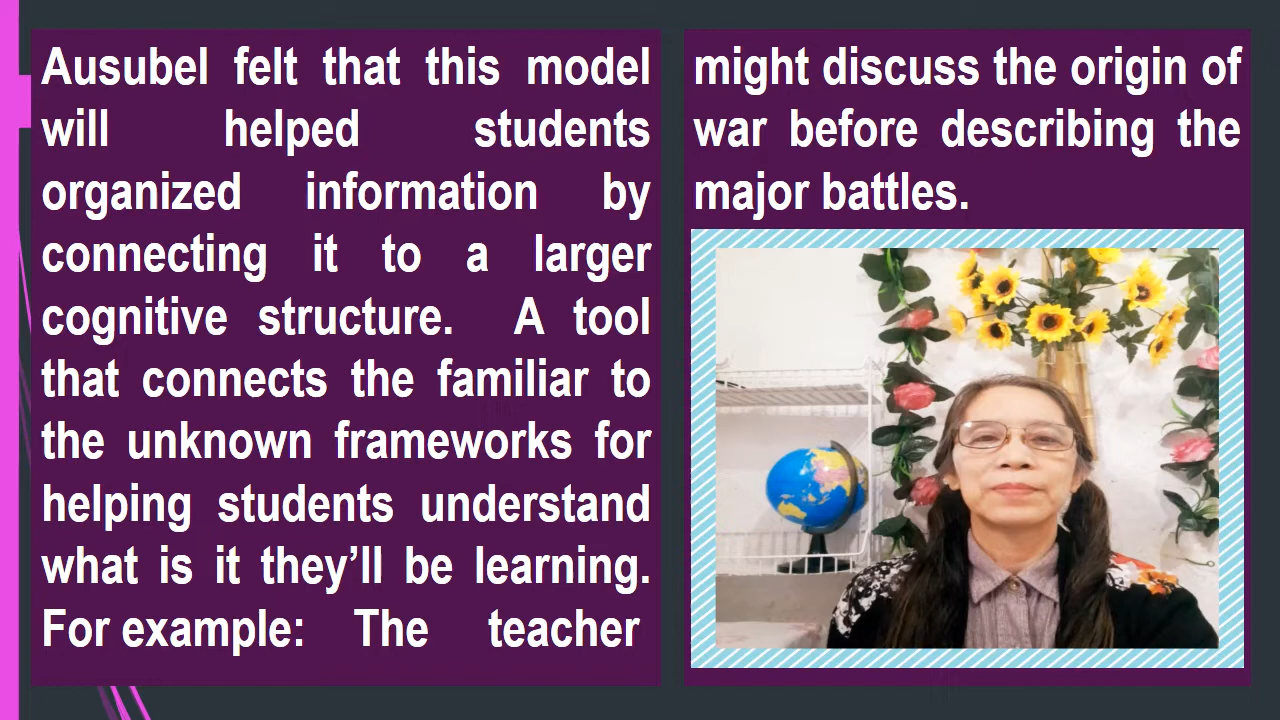 Ausubel felt that this model
will helped students
organized information by
connecting it to a larger
cognitive structure. A tool
that connects the familiar to
the unknown frameworks for
helping students understand
what is it they’ll be learning.
For example: The teacher
might discuss the origin of
war before describing the
major battles.